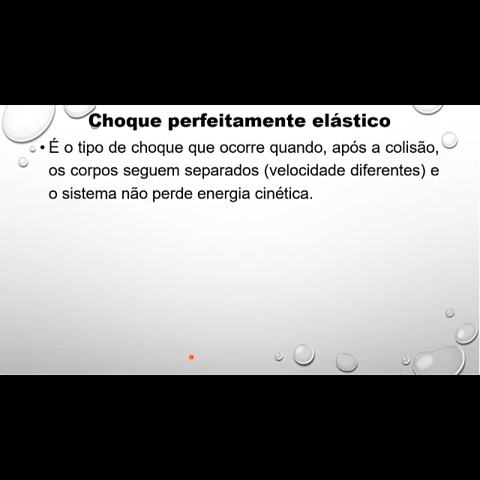 Choque perfeitamente elástico
• É o tipo de choque que ocorre quando, após a colisão,
os corpos seguem separados (velocidade diferentes) e
o sistema não perde energia cinética.